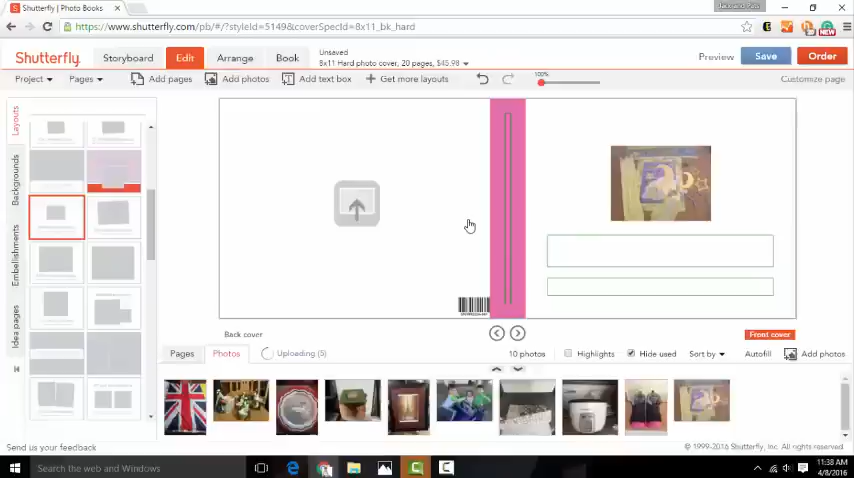 Shutterfly | Photo Books
https://www.shutterfly.com/pb/#/?styleId=5149&coverSpecId=8x11_bk_hard
NEW
Shutterfly.
Storyboard
Edit
Arrange
Book
Unsaved
8x11 Hard photo cover, 20 pages, $45.98
Preview
Save
Order
Project
Pages
Add pages
Add photos
Add text box
Get more layouts
100%
Customize page
Layouts
Backgrounds
Embellishments
Idea pages
Back cover
Front cover
Pages
Photos
Uploading (5)
10 photos
Highlights
Hide used
Sort by
Autofill
Add photos
Send us your feedback
© 1999-2016 Shutterfly, Inc. All rights reserved.
Search the web and Windows
11:38 AM
4/8/2016